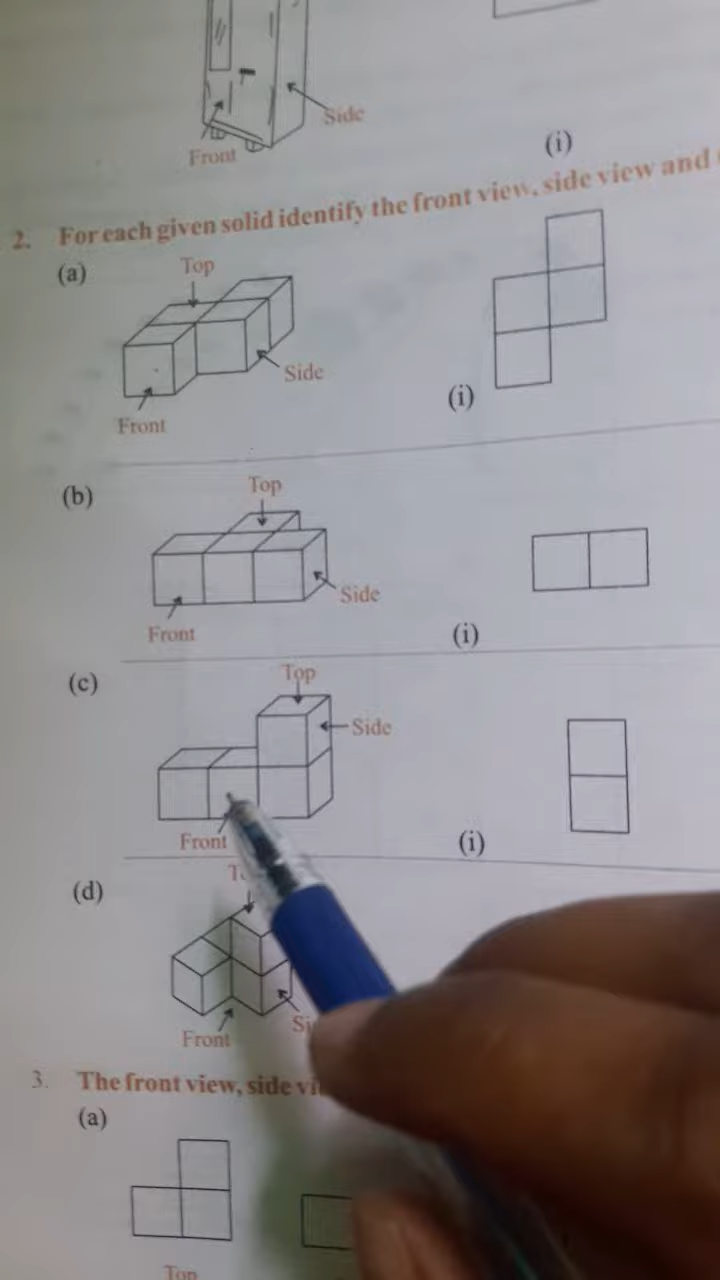 Side
Front
(i)
2. For each given solid identify the front view, side view and
(a)
Top
Side
Front
(i)
(b)
Top
Side
Front
(i)
(c)
Top
Side
Front
(i)
(d)
Front
3. The front view, side
(a)
Top